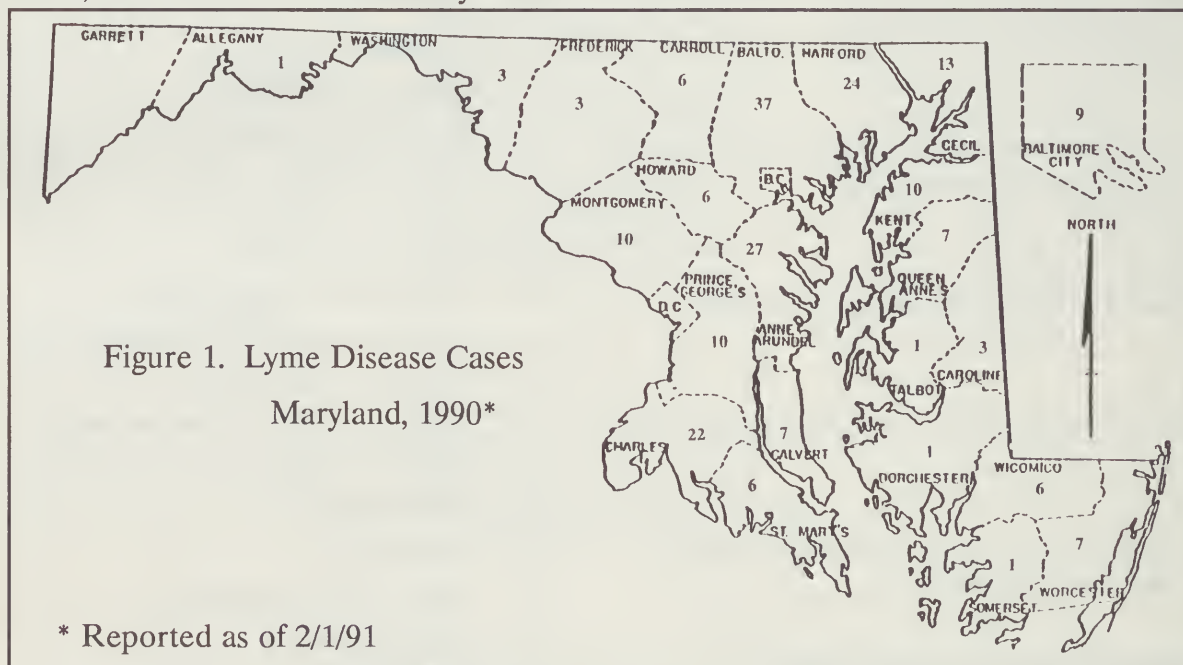 GARRETT
ALLEGANY
1
WASHINGTON
3
FREDERICK
3
CARROLL
6
BALTO.
37
HARFORD
24
13
CECIL
9
BALTIMORE
CITY
HOWARD
6
B.C.
MONTGOMERY
10
27
10
KENT
7
NORTH
PRINCE
GEORGE'S
D.C
10
ANNE
ARUNDEL
QUEEN
ANNE'S
1
TALBOT
3
CAROLINE
Figure 1. Lyme Disease Cases
Maryland, 1990*
CHARLES
22
7
CALVERT
6
ST. MARY'S
1
DORCHESTER
WICOMICO
6
1
SOMERSET
7
WORCESTER
* Reported as of 2/1/91